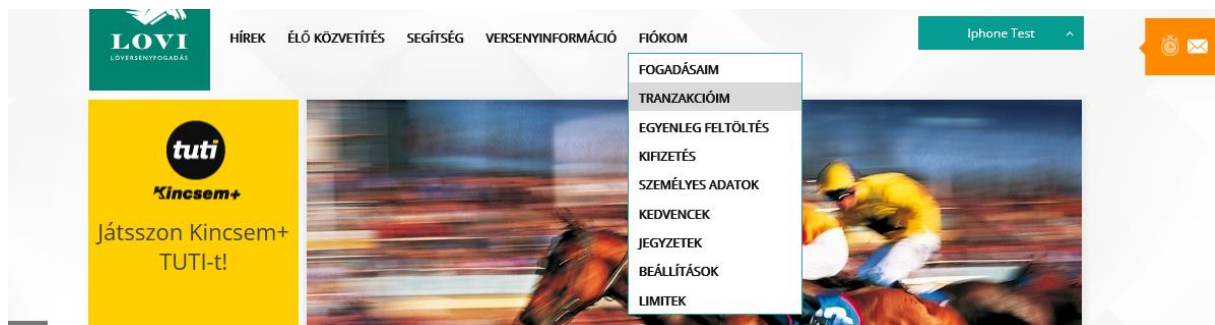 LOVI
LÓVERSENYFOGADÁS
HÍREK ÉLŐ KÖZVETÍTÉS SEGÍTSÉG VERSENYINFORMÁCIÓ FIÓKOM
Iphone Test
FOGADÁSAIM
TRANZAKCIÓIM
EGYENLEG FELTÖLTÉS
KIFIZETÉS
SZEMÉLYES ADATOK
KEDVENCEK
JEGYZETEK
BEÁLLÍTÁSOK
LIMITEK
tuti
Kincsem+
Játsszon Kincsem+
TUTI-t!